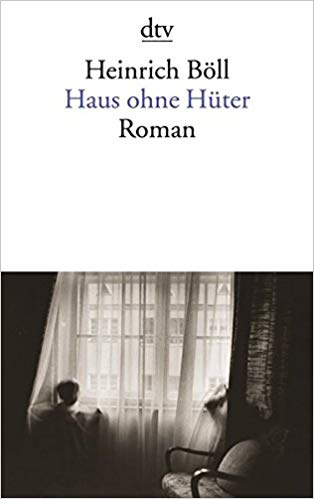 dtv
Heinrich Böll
Haus ohne Hüter
Roman